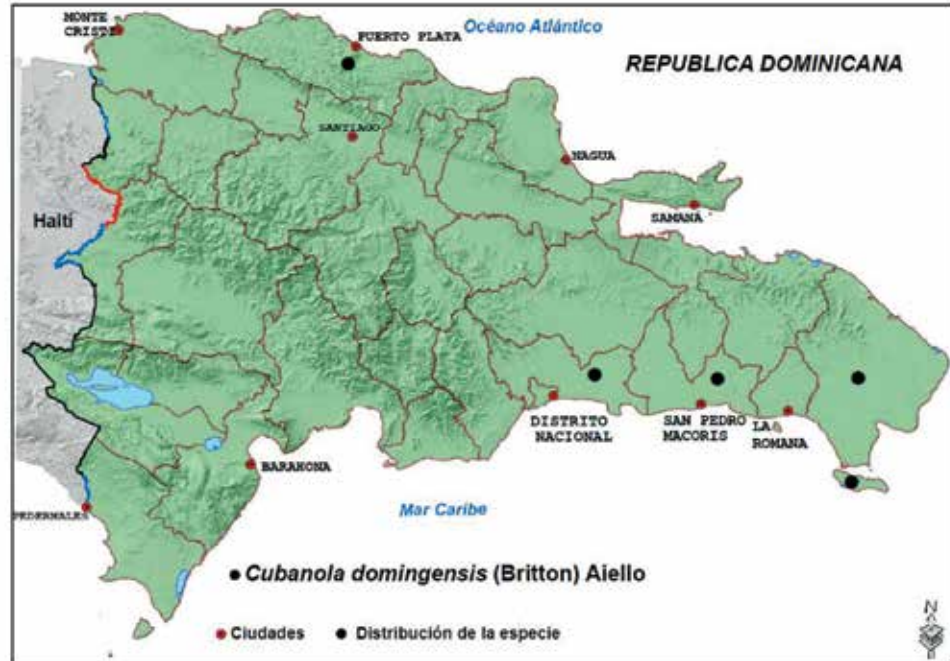 MONTE
CRISTI
Océano Atlántico
PUERTO PLATA
REPUBLICA DOMINICANA
SANTIAGO
NAGUA
SAMANÁ
Haití
DISTRITO
NACIONAL
SAN PEDRO
MACORIS
LA
ROMANA
BARAHONA
Mar Caribe
PEDERNALES
Cubanola domingensis (Britton) Aiello
Ciudades
Distribución de la especie
N